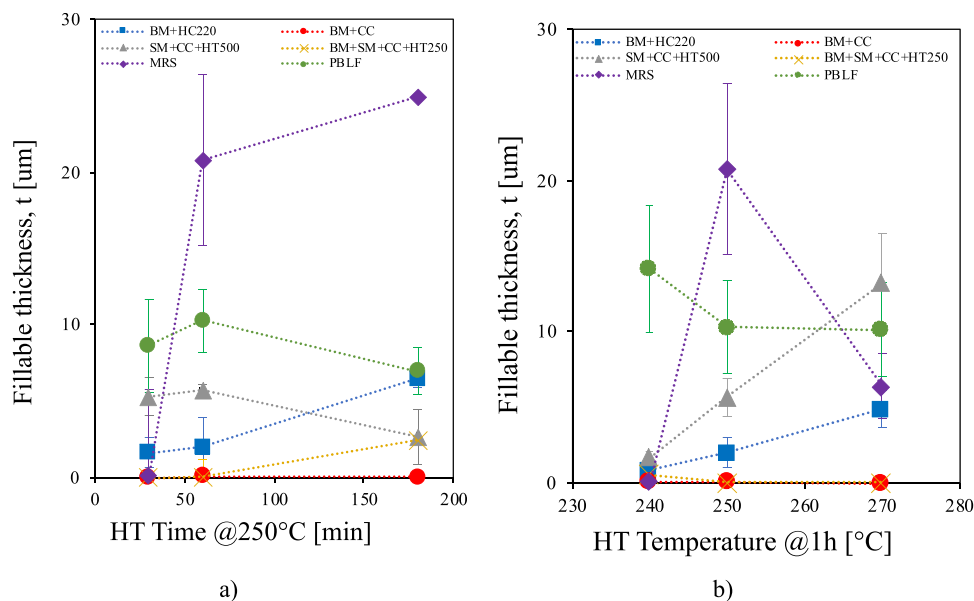 30
BM+HC220
BM+CC
SM+CC+HT500
BM+SM+CC+HT250
MRS
PBLF
20
10
0
Fillable thickness, t [um]
0
50
100
150
200
HT Time @250°C [min]
a)
30
BM+HC220
BM+CC
SM+CC+HT500
BM+SM+CC+HT250
MRS
PBLF
20
10
0
Fillable thickness, t [um]
230
240
250
260
270
280
HT Temperature @1h [°C]
b)